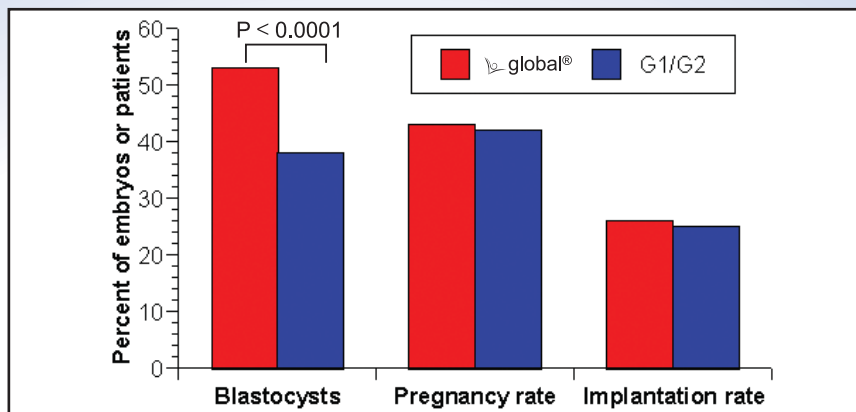 P < 0.0001
global® G1/G2
Percent of embryos or patients
60
50
40
30
20
10
0
Blastocysts Pregnancy rate Implantation rate